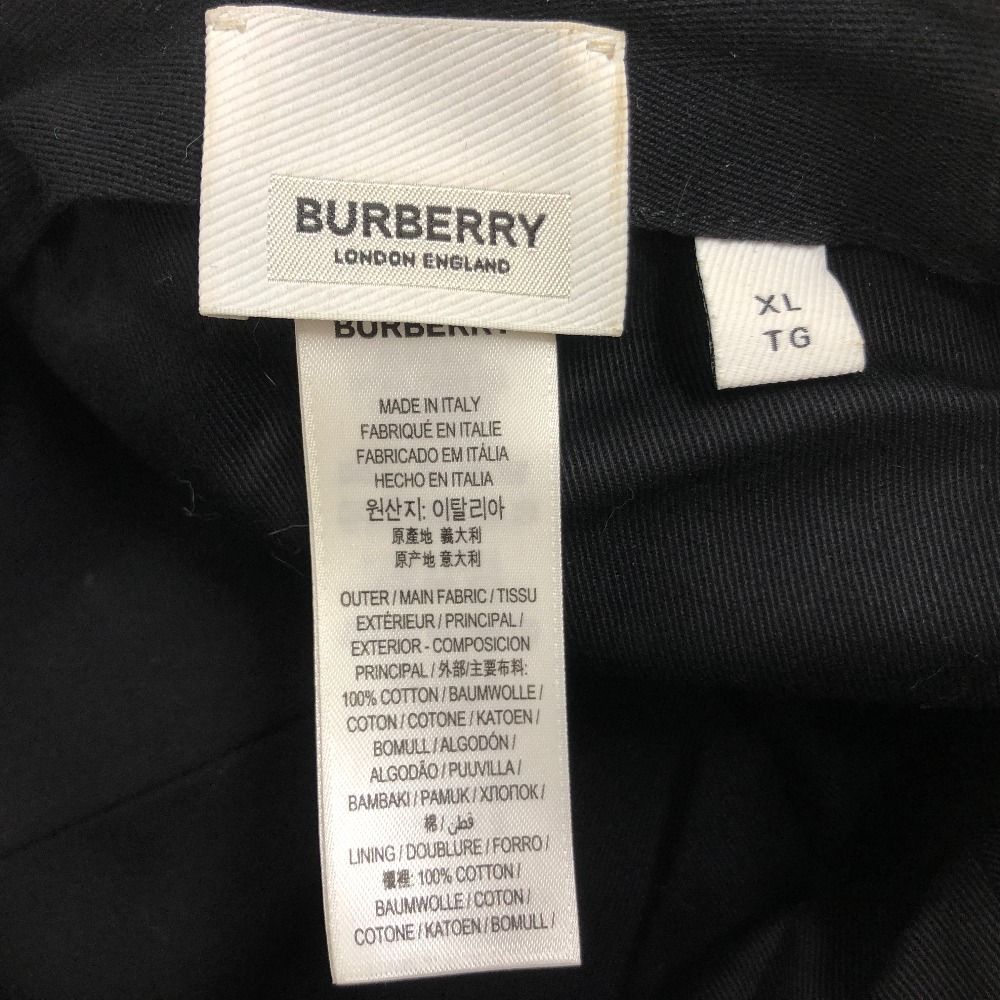 BURBERRY
LONDON ENGLAND
XL
TG
BURBERRY
MADE IN ITALY
FABRIQUÉ EN ITALIE
FABRICADO EM ITÁLIA
HECHO EN ITALIA
원산지: 이탈리아
原產地 義大利
原产地 意大利
OUTER / MAIN FABRIC / TISSU
EXTÉRIEUR / PRINCIPAL /
EXTERIOR - COMPOSICION
PRINCIPAL / 外部/主要布料:
100% COTTON / BAUMWOLLE /
COTON / COTONE / KATOEN /
BOMULL / ALGODÓN /
ALGODÃO / PUUVILLA /
BAMBAKI / PAMUK / ХЛОПОК /
棉 / قطن /
LINING / DOUBLURE / FORRO /
襯裡: 100% COTTON /
BAUMWOLLE / COTON /
COTONE / KATOEN / BOMULL /